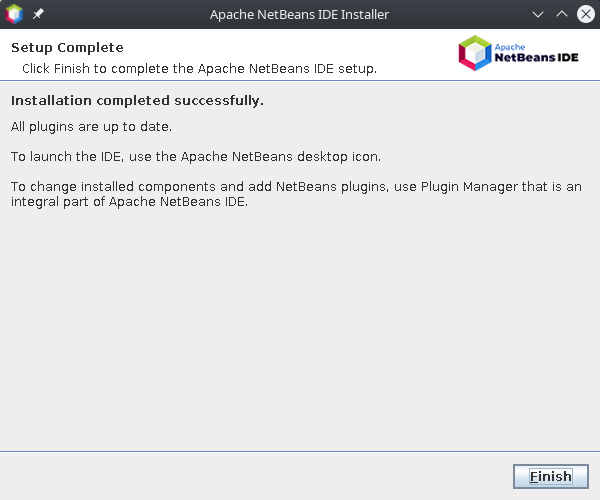 Apache NetBeans IDE Installer
Setup Complete
Click Finish to complete the Apache NetBeans IDE setup.
Apache
NetBeans IDE
Installation completed successfully.
All plugins are up to date.
To launch the IDE, use the Apache NetBeans desktop icon.
To change installed components and add NetBeans plugins, use Plugin Manager that is an
integral part of Apache NetBeans IDE.
Finish